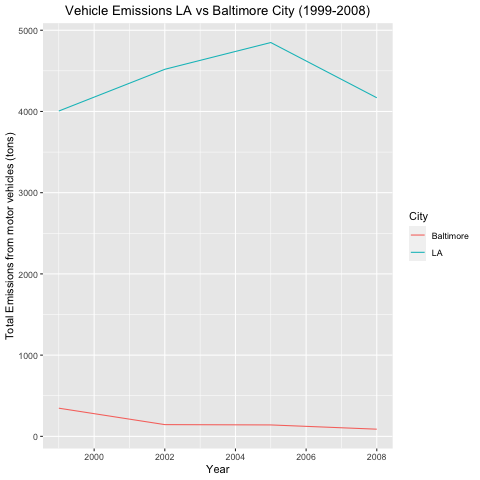 Vehicle Emissions LA vs Baltimore City (1999-2008)
Total Emissions from motor vehicles (tons)
5000
4000
3000
2000
1000
0
2000 2002 2004 2006 2008
Year
City
Baltimore
LA